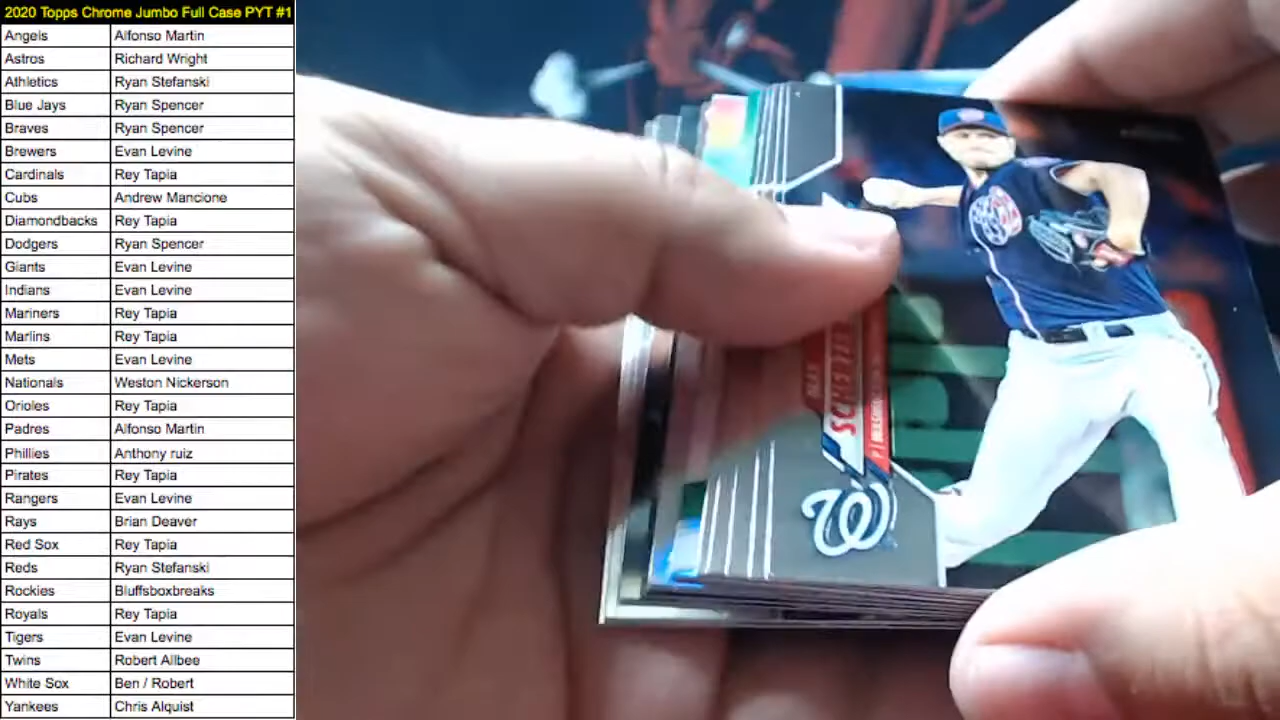 2020 Topps Chrome Jumbo Full Case PYT #1
Angels Alfonso Martin
Astros Richard Wright
Athletics Ryan Stefanski
Blue Jays Ryan Spencer
Braves Ryan Spencer
Brewers Evan Levine
Cardinals Rey Tapia
Cubs Andrew Mancione
Diamondbacks Rey Tapia
Dodgers Ryan Spencer
Giants Evan Levine
Indians Evan Levine
Mariners Rey Tapia
Marlins Rey Tapia
Mets Evan Levine
Nationals Weston Nickerson
Orioles Rey Tapia
Padres Alfonso Martin
Phillies Anthony ruiz
Pirates Rey Tapia
Rangers Evan Levine
Rays Brian Deaver
Red Sox Rey Tapia
Reds Ryan Stefanski
Rockies Bluffsboxbreaks
Royals Rey Tapia
Tigers Evan Levine
Twins Robert Allbee
White Sox Ben / Robert
Yankees Chris Alquist
SCHERZER
W